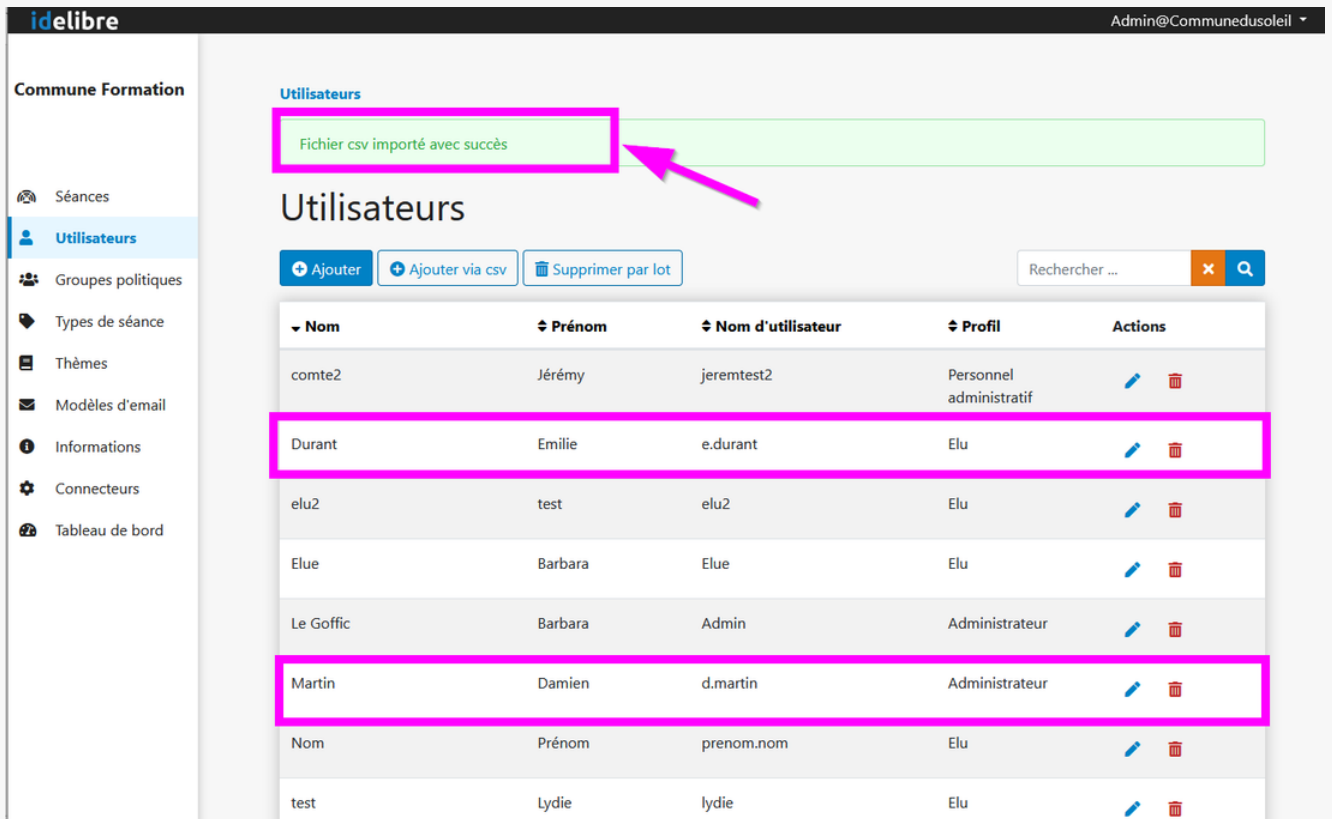 idelibre
Admin@Communedusoleil
Commune Formation
Séances
Utilisateurs
Groupes politiques
Types de séance
Thèmes
Modèles d'email
Informations
Connecteurs
Tableau de bord
Utilisateurs
Fichier csv importé avec succès
Utilisateurs
Ajouter Ajouter via csv Supprimer par lot Rechercher ...
Nom Prénom Nom d'utilisateur Profil Actions
comte2 Jérémy jeremtest2 Personnel
administratif
Durant Emilie e.durant Elu
elu2 test elu2 Elu
Elue Barbara Elue Elu
Le Goffic Barbara Admin Administrateur
Martin Damien d.martin Administrateur
Nom Prénom prenom.nom Elu
test Lydie lydie Elu